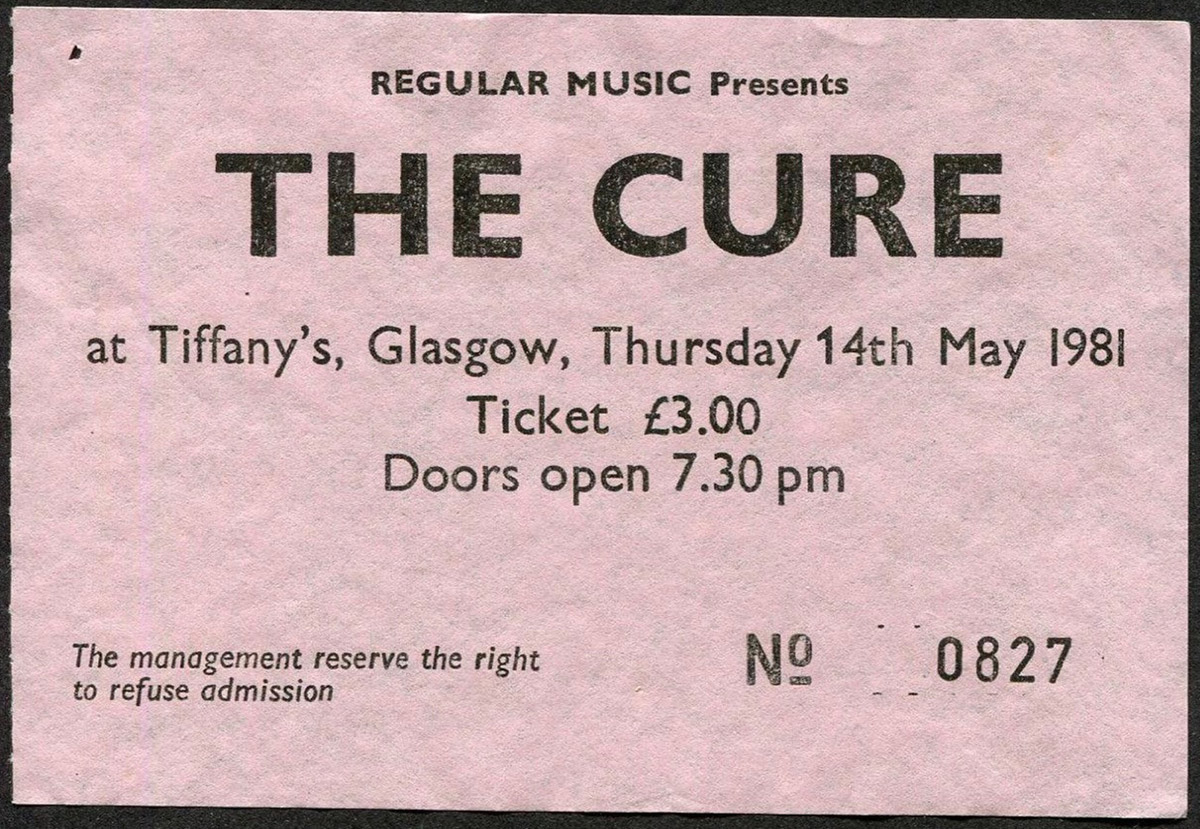 REGULAR MUSIC Presents
THE CURE
at Tiffany's, Glasgow, Thursday 14th May 1981
Ticket £3.00
Doors open 7.30 pm
The management reserve the right
to refuse admission
Nº 0827